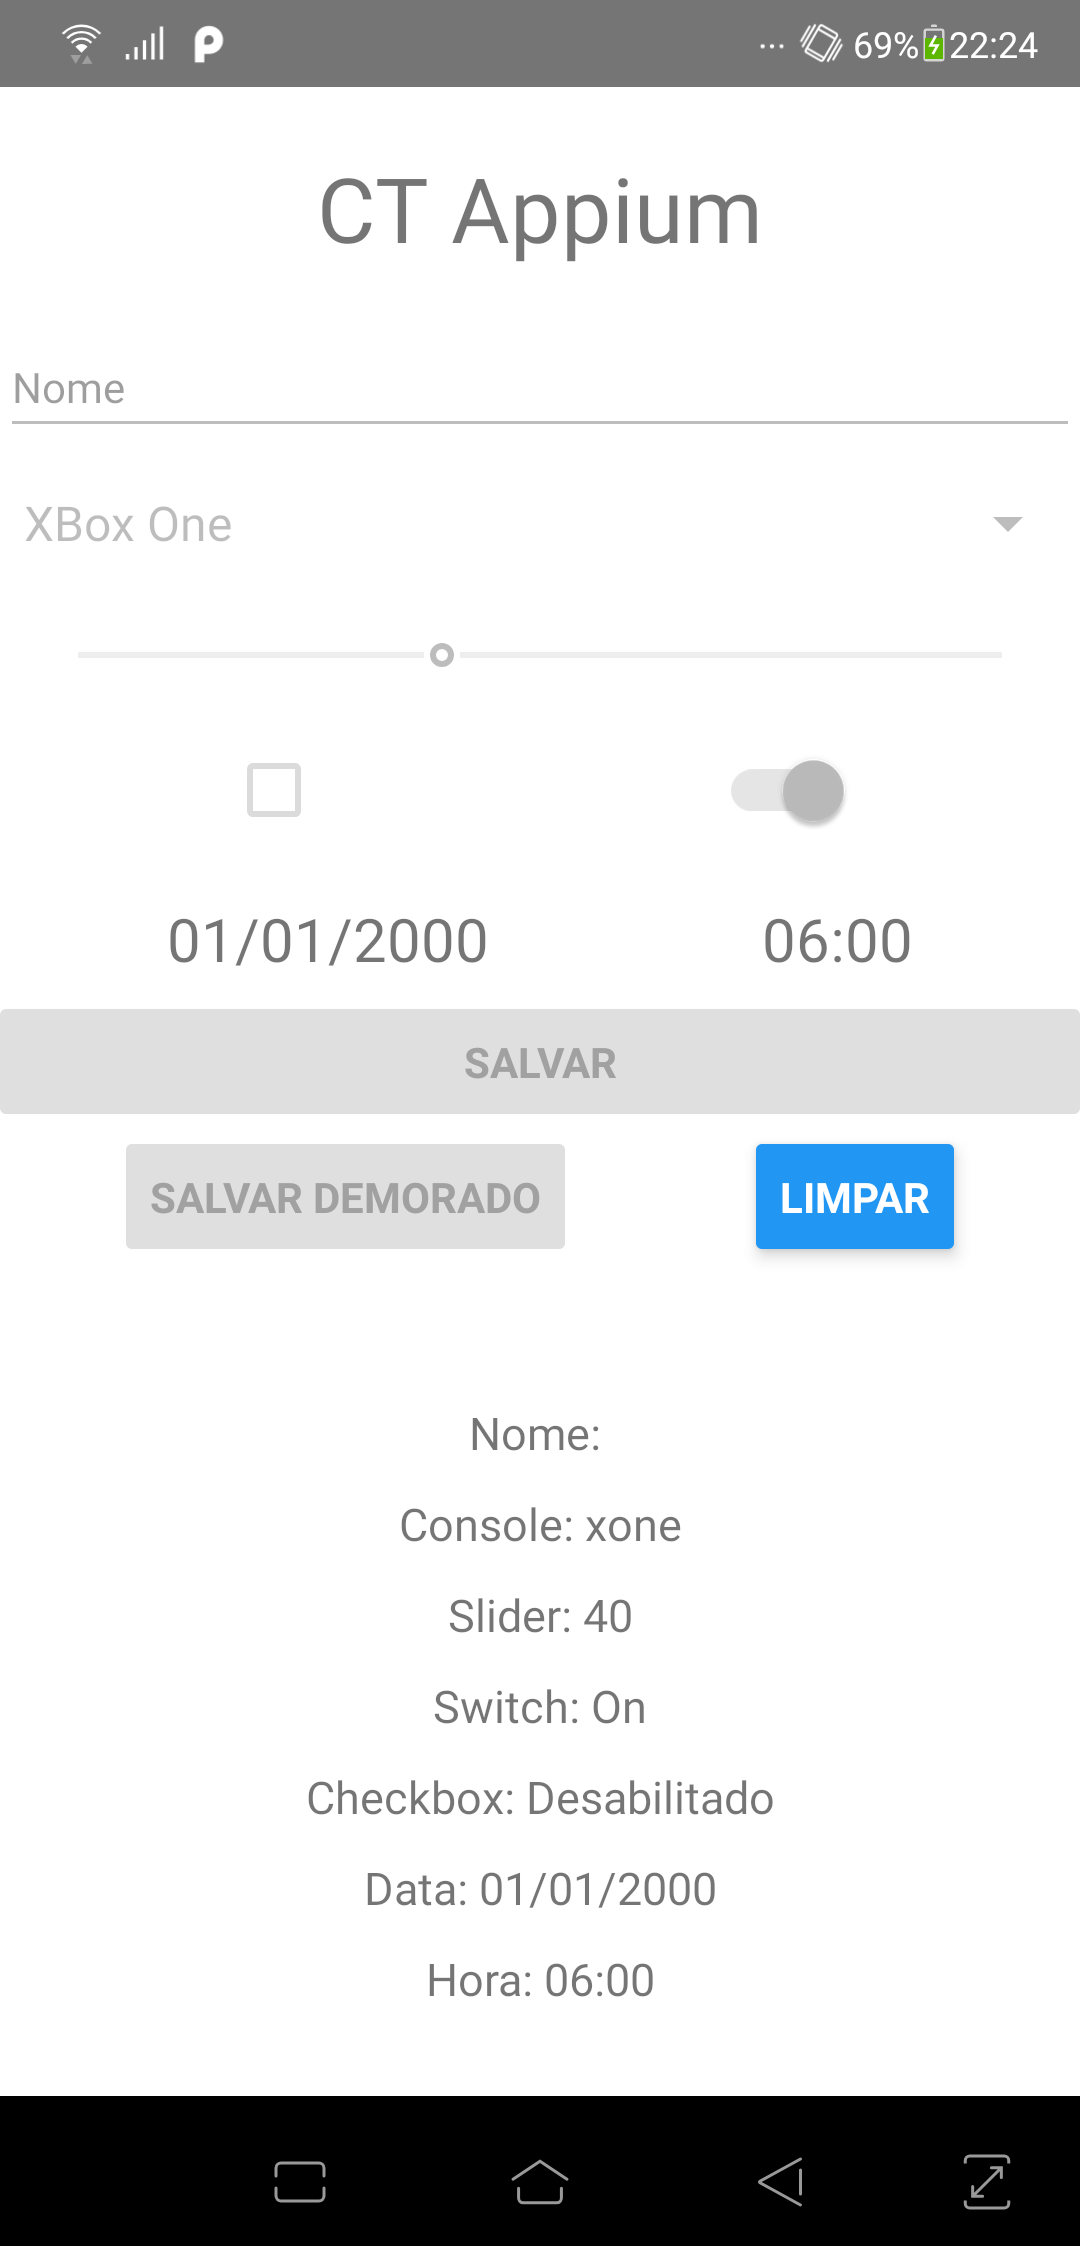 ... 69% 22:24
CT Appium
Nome
XBox One
01/01/2000 06:00
SALVAR
SALVAR DEMORADO LIMPAR
Nome:
Console: xone
Slider: 40
Switch: On
Checkbox: Desabilitado
Data: 01/01/2000
Hora: 06:00